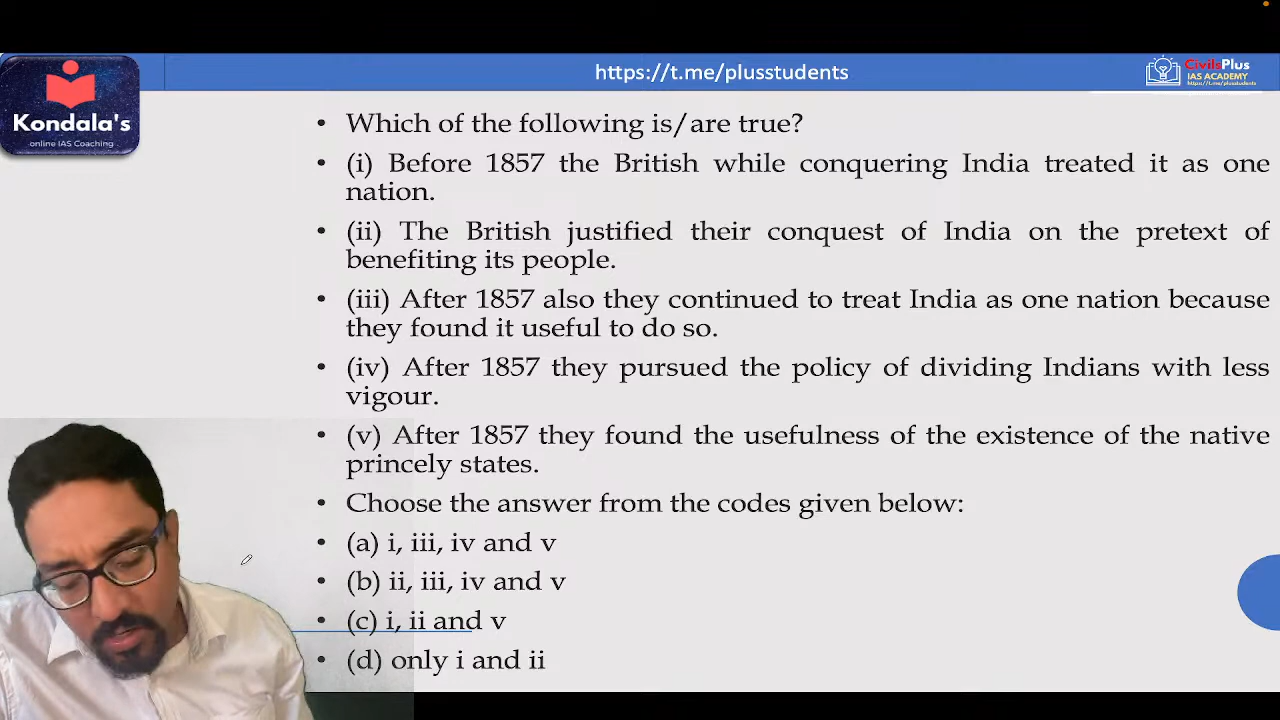 https://t.me/plusstudents
CivilsPlus
IAS ACADEMY
https://t.me/plusstudents
Kondala's
online IAS Coaching
• Which of the following is/are true?
• (i) Before 1857 the British while conquering India treated it as one
nation.
• (ii) The British justified their conquest of India on the pretext of
benefiting its people.
• (iii) After 1857 also they continued to treat India as one nation because
they found it useful to do so.
• (iv) After 1857 they pursued the policy of dividing Indians with less
vigour.
• (v) After 1857 they found the usefulness of the existence of the native
princely states.
• Choose the answer from the codes given below:
• (a) i, iii, iv and v
• (b) ii, iii, iv and v
• (c) i, ii and v
• (d) only i and ii